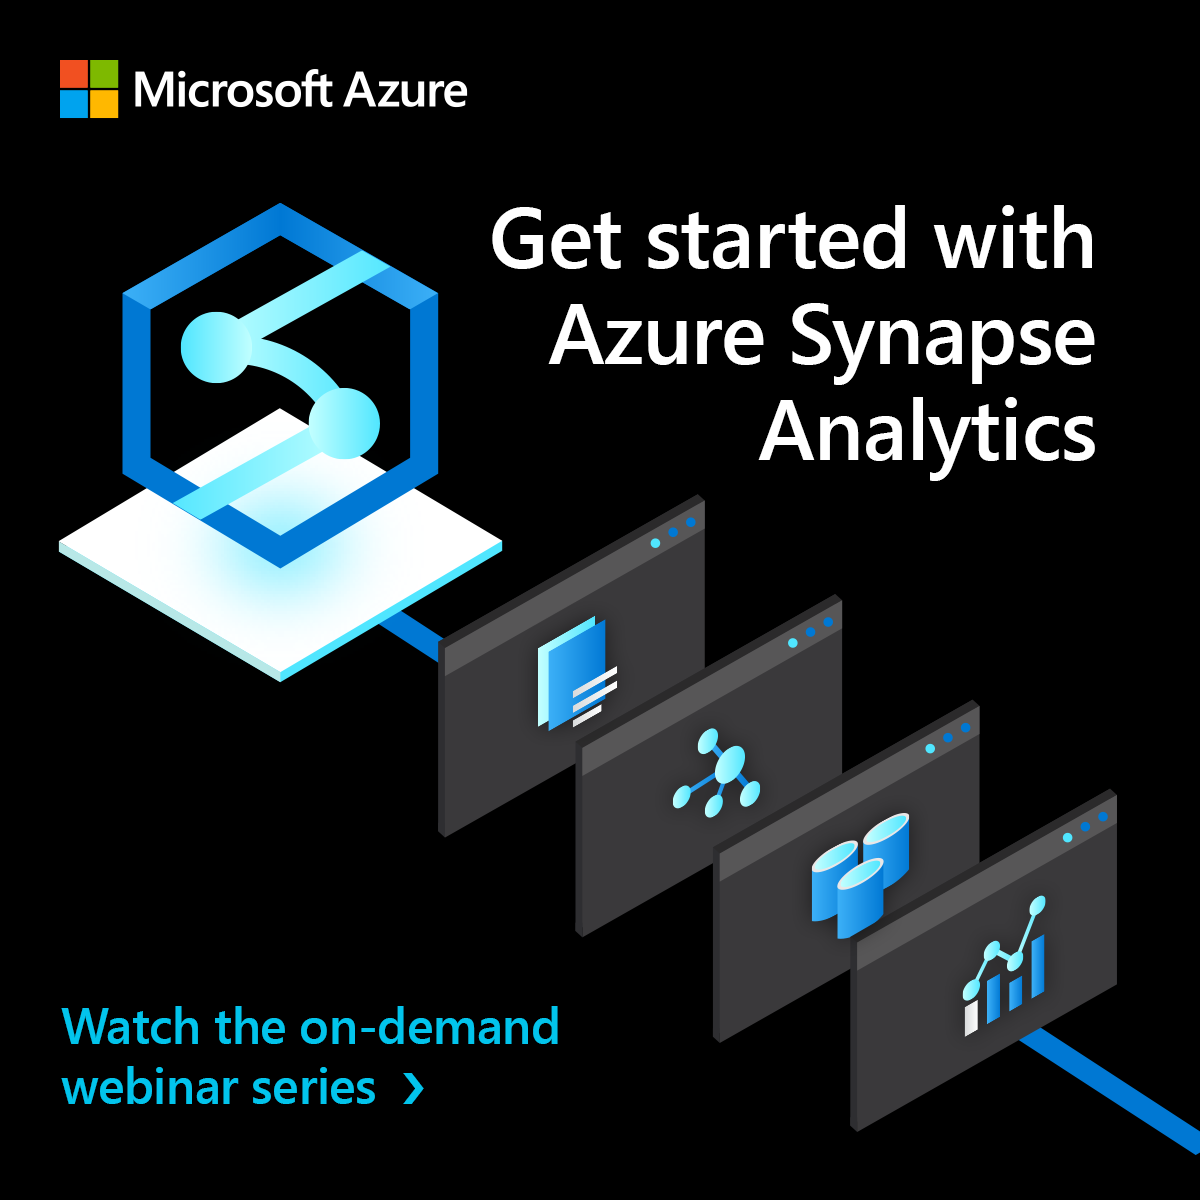 Microsoft Azure
Get started with
Azure Synapse
Analytics
Watch the on-demand
webinar series